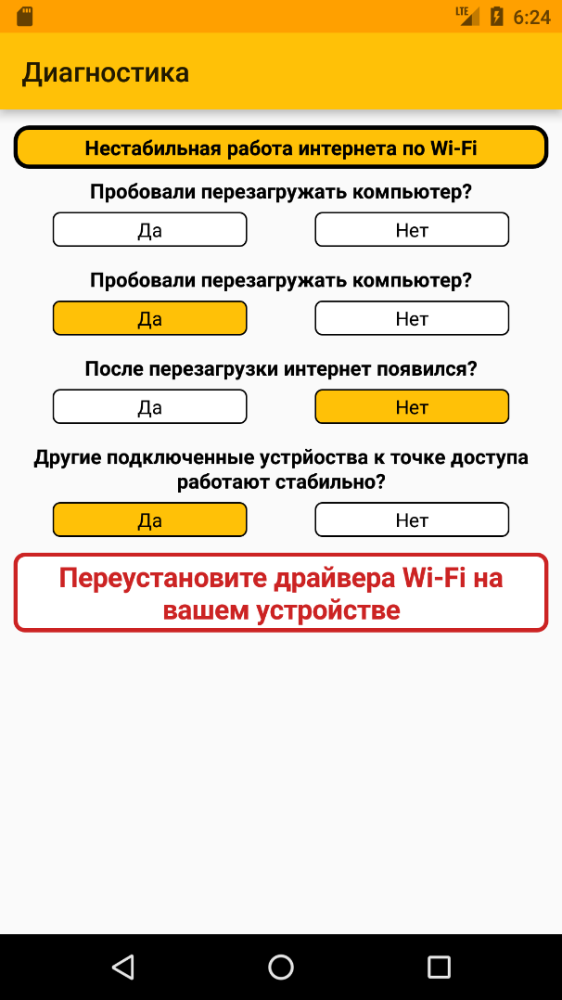 LTE 6:24
Диагностика
Нестабильная работа интернета по Wi-Fi
Пробовали перезагружать компьютер?
Да Нет
Пробовали перезагружать компьютер?
Да Нет
После перезагрузки интернет появился?
Да Нет
Другие подключенные устрйоства к точке доступа
работают стабильно?
Да Нет
Переустановите драйвера Wi-Fi на
вашем устройстве